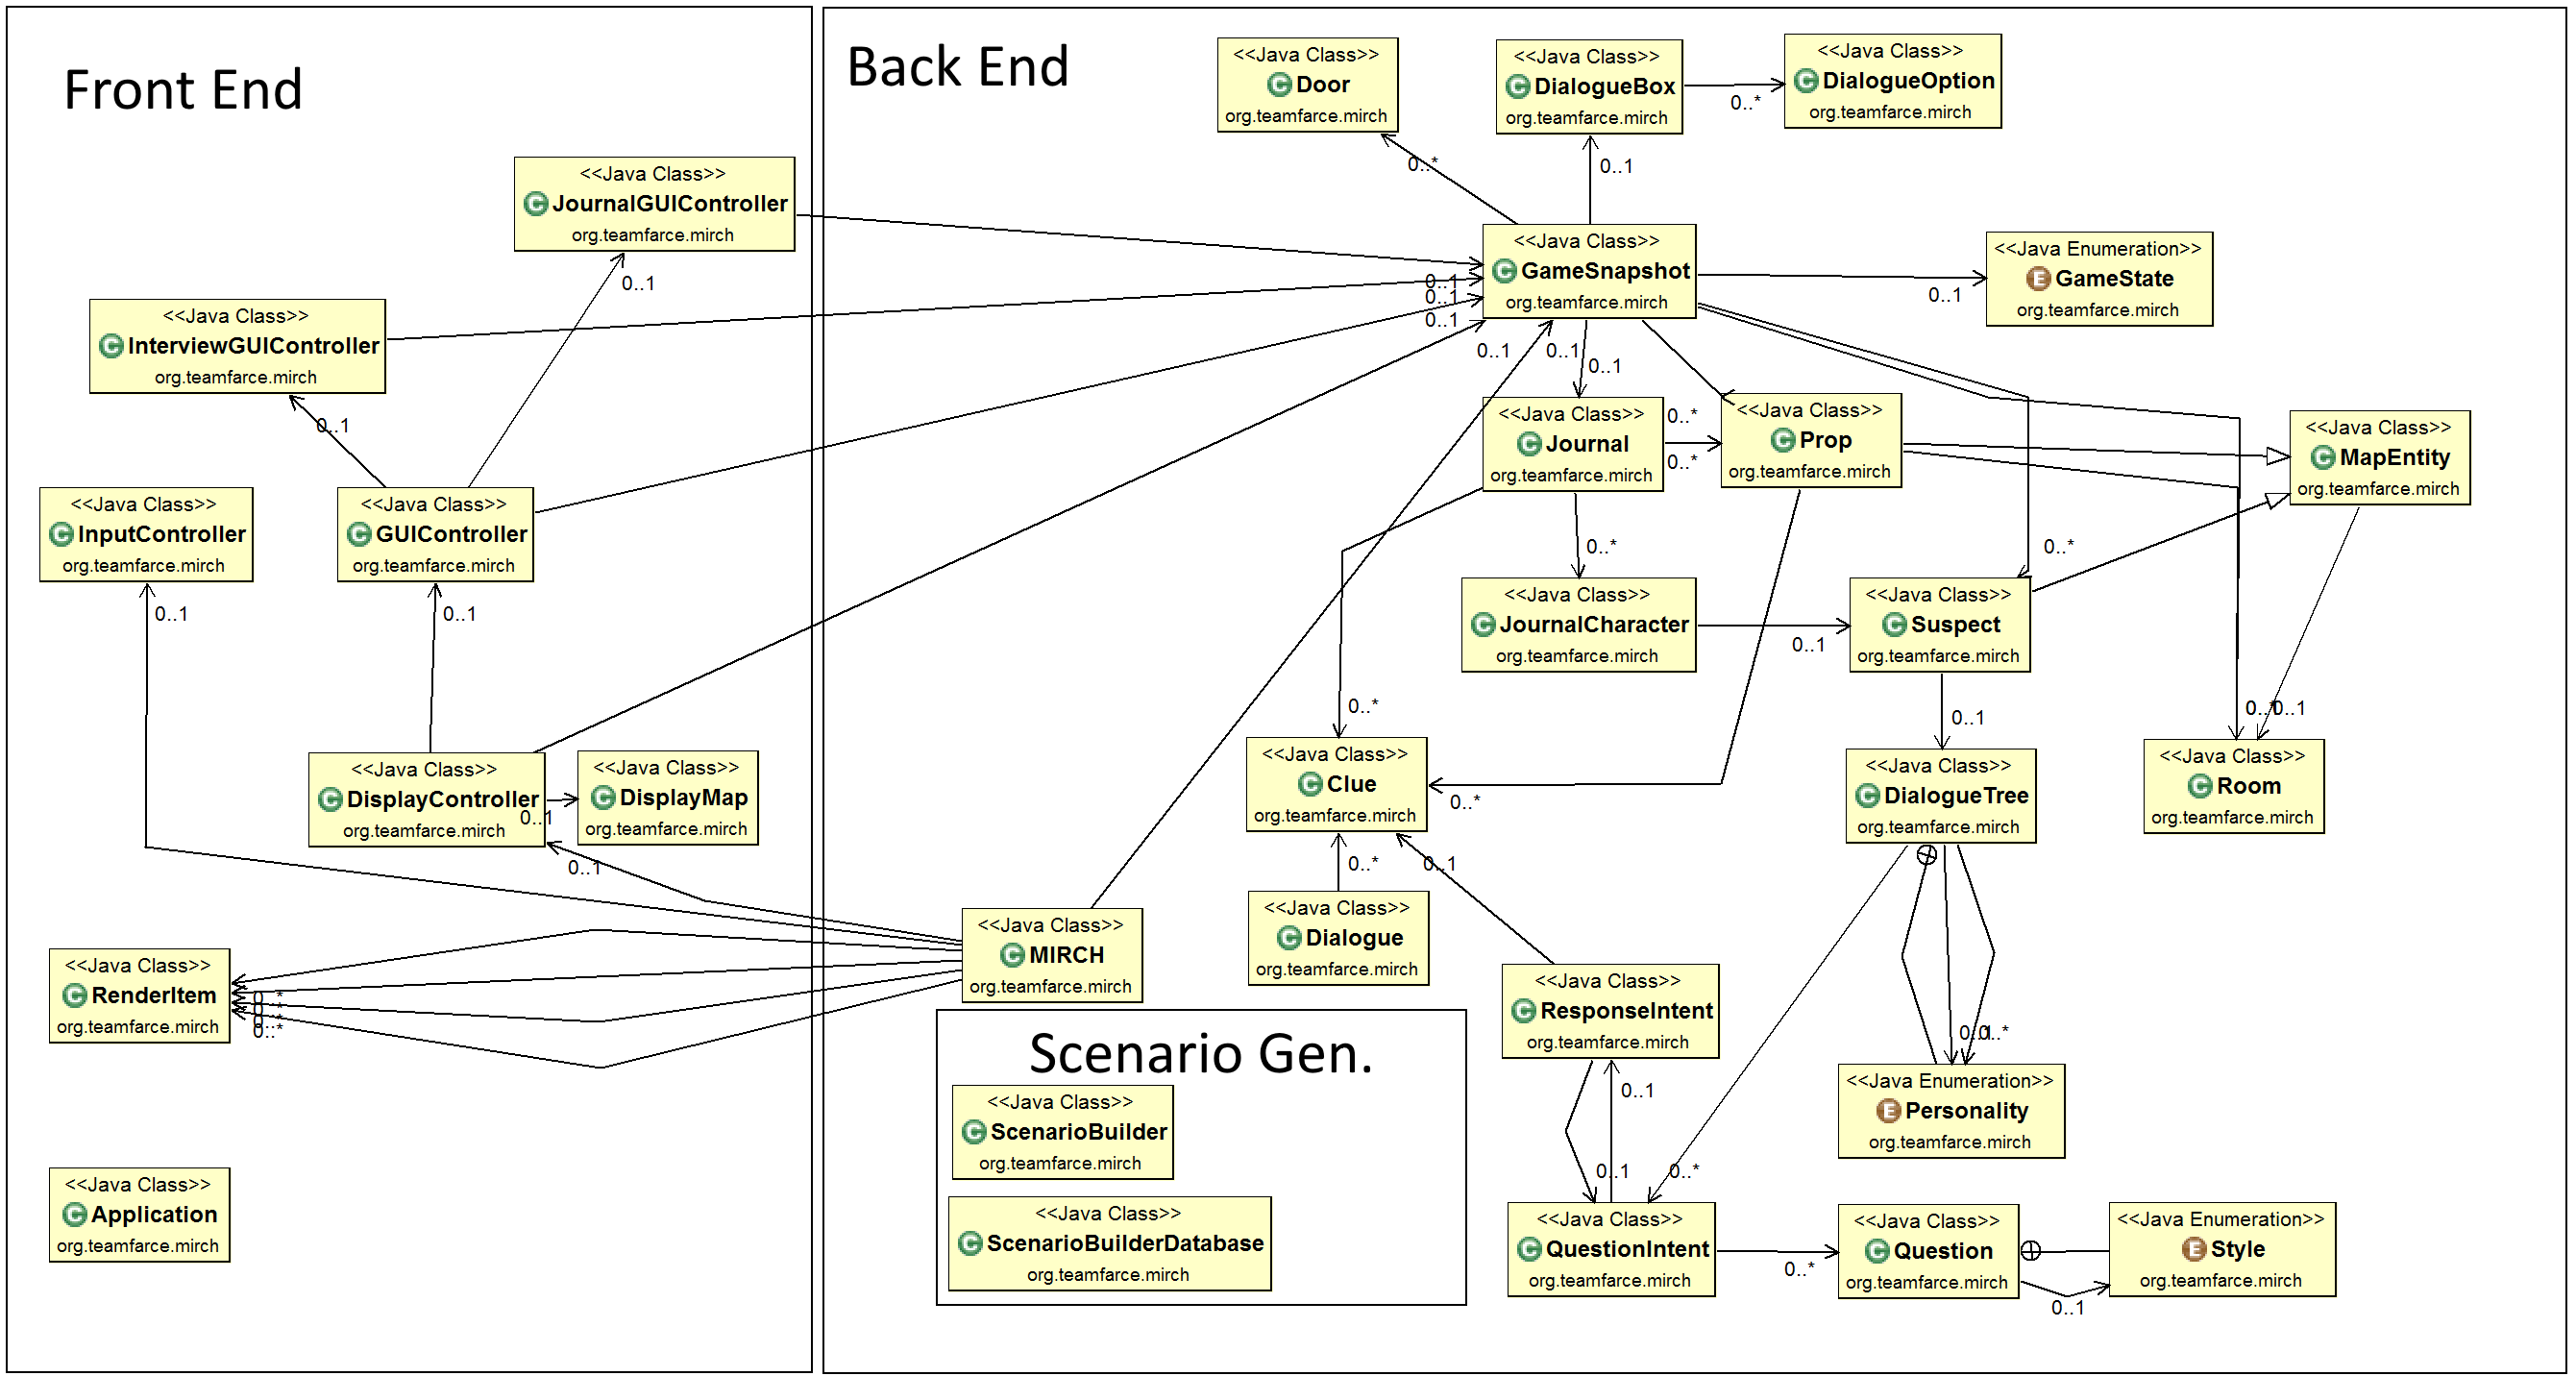 Front End
<<Java Class>>
JournalGUIController
org.teamfarce.mirch
0..1
<<Java Class>>
InterviewGUIController
org.teamfarce.mirch
0..1
<<Java Class>>
InputController
org.teamfarce.mirch
0..1
<<Java Class>>
GUIController
org.teamfarce.mirch
0..1
<<Java Class>>
DisplayController
org.teamfarce.mirch
0..1
<<Java Class>>
DisplayMap
org.teamfarce.mirch
0..1
<<Java Class>>
RenderItem
org.teamfarce.mirch
0..*
0..*
<<Java Class>>
Application
org.teamfarce.mirch
Back End
<<Java Class>>
Door
org.teamfarce.mirch
0..*
<<Java Class>>
DialogueBox
org.teamfarce.mirch
0..1
0..*
<<Java Class>>
DialogueOption
org.teamfarce.mirch
<<Java Class>>
GameSnapshot
org.teamfarce.mirch
0..1
0..1
0..1
0..1
0..1
0..1
<<Java Enumeration>>
GameState
org.teamfarce.mirch
0..1
<<Java Class>>
Journal
org.teamfarce.mirch
0..*
0..*
<<Java Class>>
Prop
org.teamfarce.mirch
<<Java Class>>
MapEntity
org.teamfarce.mirch
0..*
<<Java Class>>
JournalCharacter
org.teamfarce.mirch
0..1
0..*
<<Java Class>>
Suspect
org.teamfarce.mirch
0..1
0..*
<<Java Class>>
Clue
org.teamfarce.mirch
0..*
0..*
0..1
<<Java Class>>
DialogueTree
org.teamfarce.mirch
0..1
<<Java Class>>
Room
org.teamfarce.mirch
<<Java Class>>
MIRCH
org.teamfarce.mirch
<<Java Class>>
Dialogue
org.teamfarce.mirch
<<Java Class>>
ResponseIntent
org.teamfarce.mirch
0..1
0..1
0..*
<<Java Enumeration>>
Personality
org.teamfarce.mirch
Scenario Gen.
<<Java Class>>
ScenarioBuilder
org.teamfarce.mirch
<<Java Class>>
ScenarioBuilderDatabase
org.teamfarce.mirch
<<Java Class>>
QuestionIntent
org.teamfarce.mirch
0..*
<<Java Class>>
Question
org.teamfarce.mirch
0..1
<<Java Enumeration>>
Style
org.teamfarce.mirch